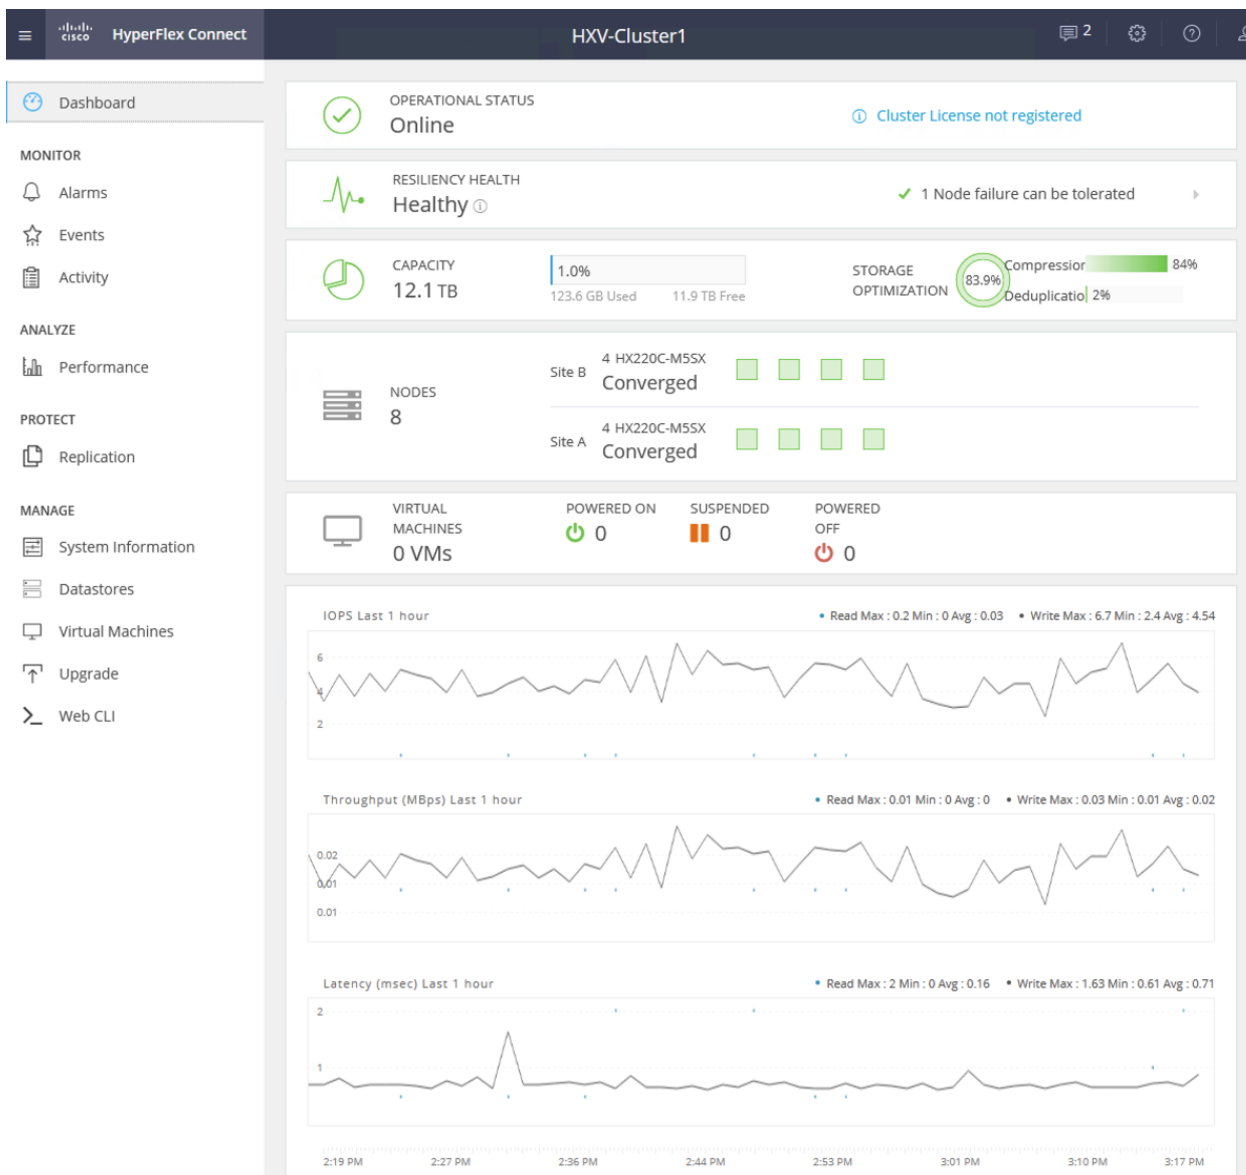 cisco HyperFlex Connect HXV-Cluster1 2
Dashboard
MONITOR
Alarms
Events
Activity
ANALYZE
Performance
PROTECT
Replication
MANAGE
System Information
Datastores
Virtual Machines
Upgrade
Web CLI
OPERATIONAL STATUS
Online
Cluster License not registered
RESILIENCY HEALTH
Healthy
1 Node failure can be tolerated
CAPACITY
12.1 TB
1.0%
123.6 GB Used 11.9 TB Free
STORAGE
OPTIMIZATION
83.9%
Compression 84%
Deduplicatio 2%
NODES
8
Site B
4 HX220C-M5SX
Converged
Site A
4 HX220C-M5SX
Converged
VIRTUAL
MACHINES
0 VMs
POWERED ON
0
SUSPENDED
0
POWERED
OFF
0
IOPS Last 1 hour
Read Max : 0.2 Min : 0 Avg : 0.03 Write Max : 6.7 Min : 2.4 Avg : 4.54
6
4
2
Throughput (MBps) Last 1 hour
Read Max : 0.01 Min : 0 Avg : 0 Write Max : 0.03 Min : 0.01 Avg : 0.02
0.02
0.01
0.01
Latency (msec) Last 1 hour
Read Max : 2 Min : 0 Avg : 0.16 Write Max : 1.63 Min : 0.61 Avg : 0.71
2
1
2:19 PM 2:27 PM 2:36 PM 2:44 PM 2:53 PM 3:01 PM 3:10 PM 3:17 PM